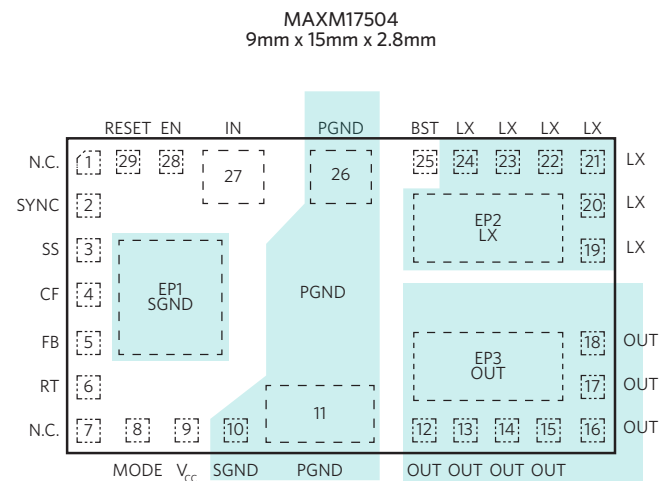 MAXM17504
9mm x 15mm x 2.8mm
RESET EN IN PGND BST LX LX LX LX
N.C. 1 29 28 27 26 25 24 23 22 21 LX
SYNC 2 20 LX
EP2
LX
SS 3 19 LX
CF 4 EP1
SGND
PGND
FB 5 18 OUT
EP3
OUT
RT 6 17 OUT
N.C. 7 8 9 10 11 12 13 14 15 16 OUT
MODE VCC SGND PGND OUT OUT OUT OUT